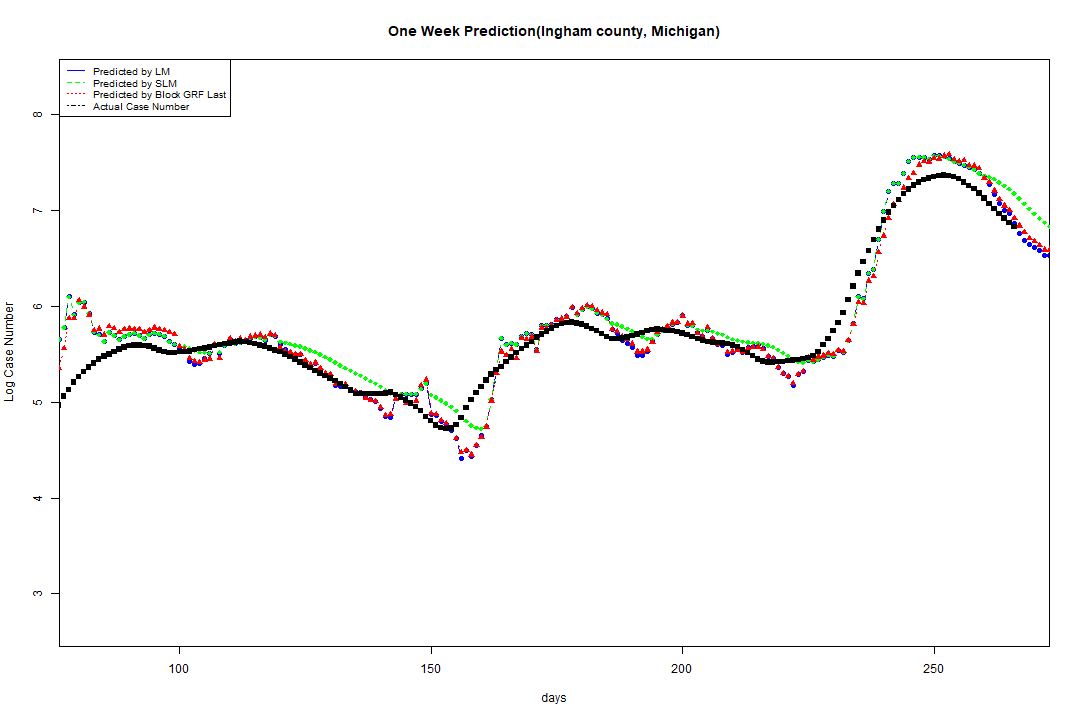 One Week Prediction(Ingham county, Michigan)
Predicted by LM
Predicted by SLM
Predicted by Block GRF Last
Actual Case Number
8
7
6
5
4
3
Log Case Number
100
150
200
250
days